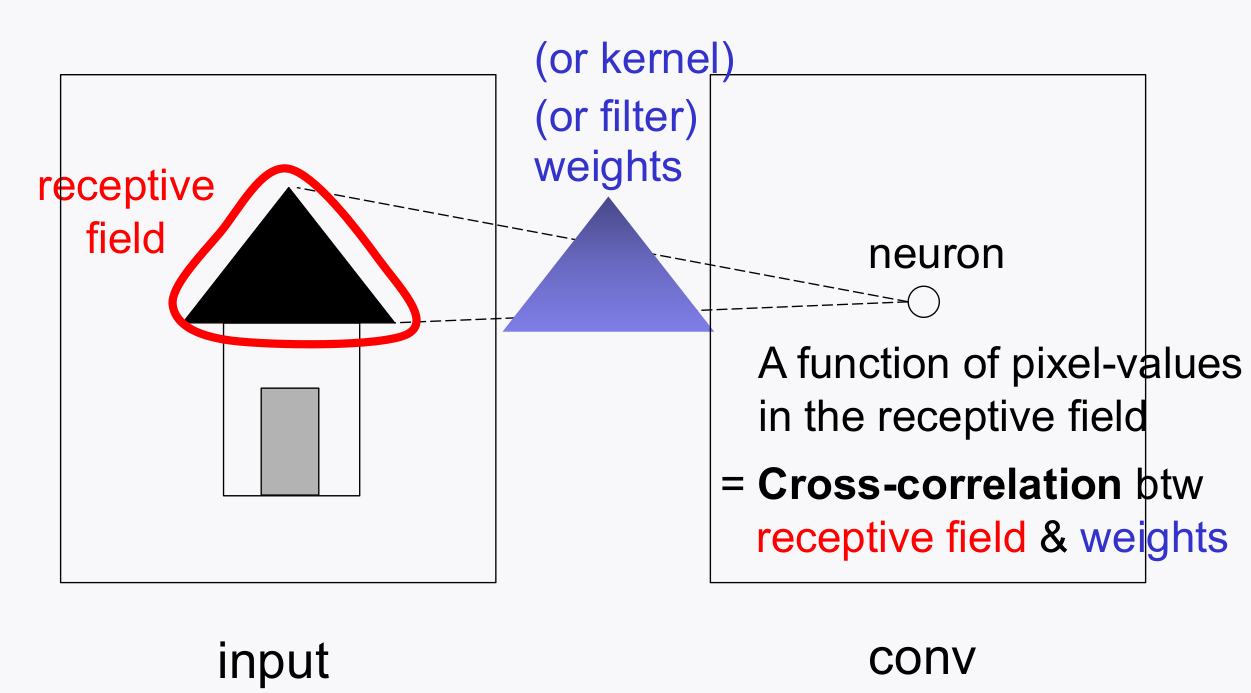 (or kernel)
(or filter)
weights
receptive
field
neuron
A function of pixel-values
in the receptive field
= Cross-correlation btw
receptive field & weights
input
conv